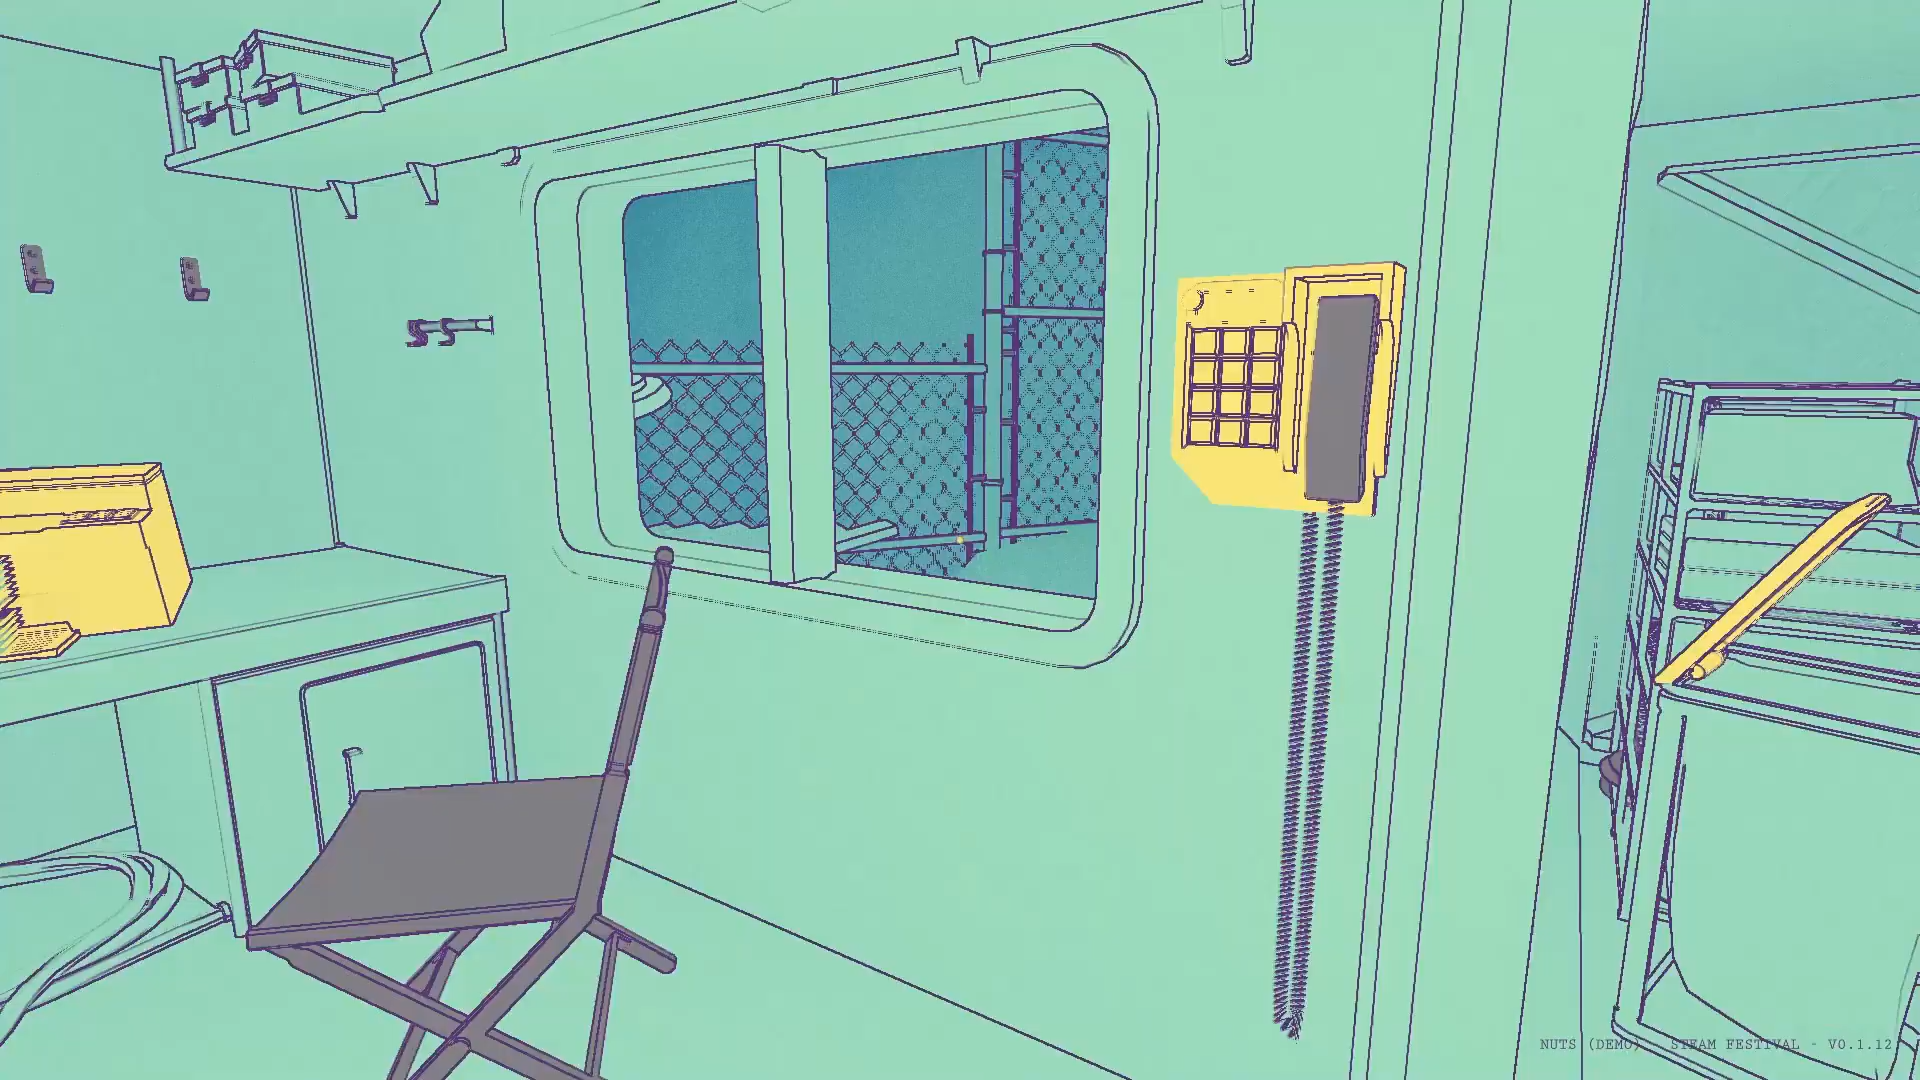 NUTS (DEMO) - STEAM FESTIVAL - V0.1.12